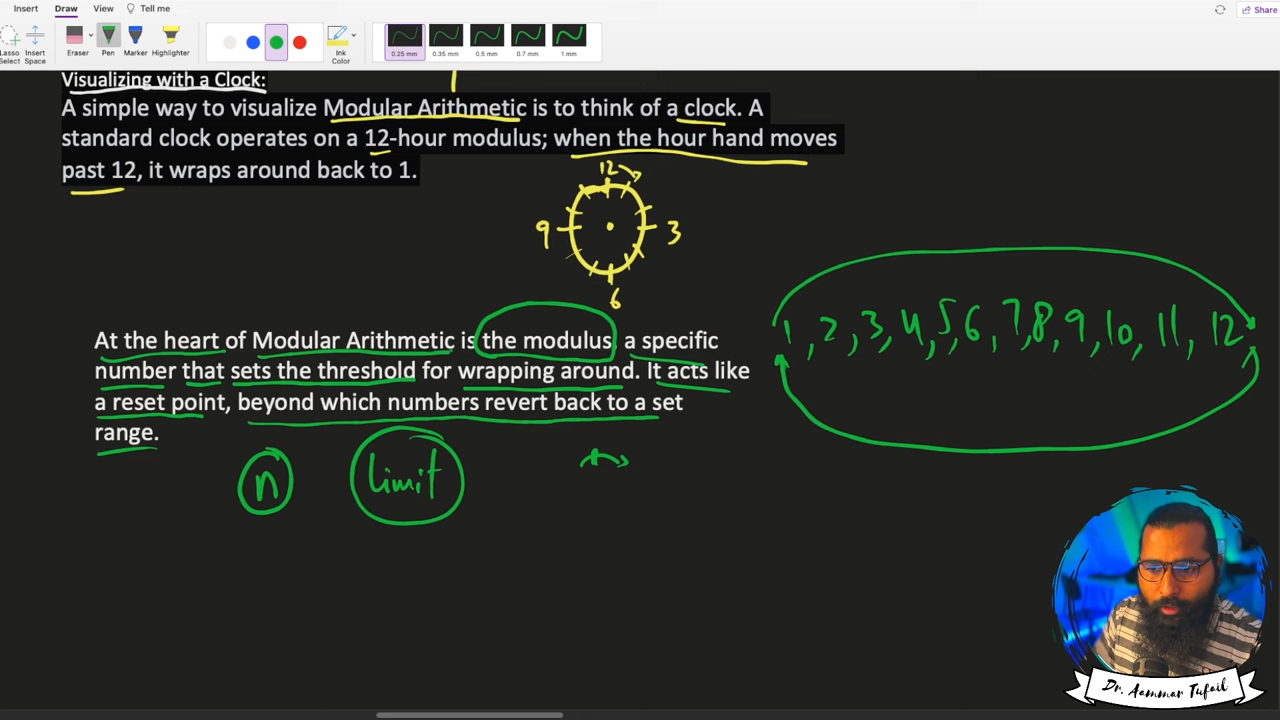 Insert Draw View Tell me Share
Lasso Select Insert Space Eraser Pen Marker Highlighter Ink Color 0.25 mm 0.35 mm 0.5 mm 0.7 mm 1 mm
Visualizing with a Clock:
A simple way to visualize Modular Arithmetic is to think of a clock. A
standard clock operates on a 12-hour modulus; when the hour hand moves
past 12, it wraps around back to 1.
12
9 3
6
1, 2, 3, 4, 5, 6, 7, 8, 9, 10, 11, 12
At the heart of Modular Arithmetic is the modulus, a specific
number that sets the threshold for wrapping around. It acts like
a reset point, beyond which numbers revert back to a set
range.
n limit
Dr. Aammar Tufail